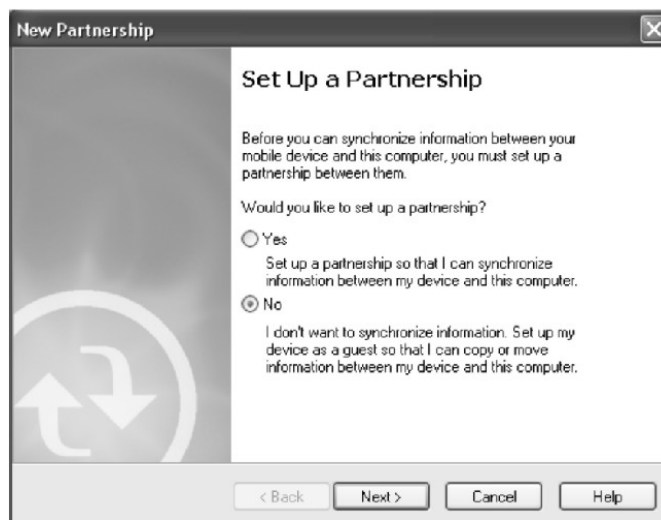 New Partnership
Set Up a Partnership
Before you can synchronize information between your
mobile device and this computer, you must set up a
partnership between them.
Would you like to set up a partnership?
Yes
Set up a partnership so that I can synchronize
information between my device and this computer.
No
I don't want to synchronize information. Set up my
device as a guest so that I can copy or move
information between my device and this computer.
< Back Next > Cancel Help